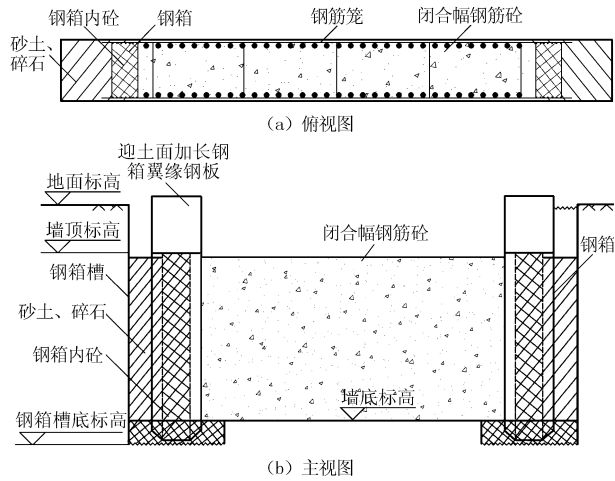 钢箱内砼
钢箱
钢筋笼
闭合幅钢筋砼
砂土、
碎石
（a）俯视图
迎土面加长钢
箱翼缘钢板
地面标高
墙顶标高
闭合幅钢筋砼
钢箱
钢箱槽
砂土、碎石
钢箱内砼
墙底标高
钢箱槽底标高
（b）主视图